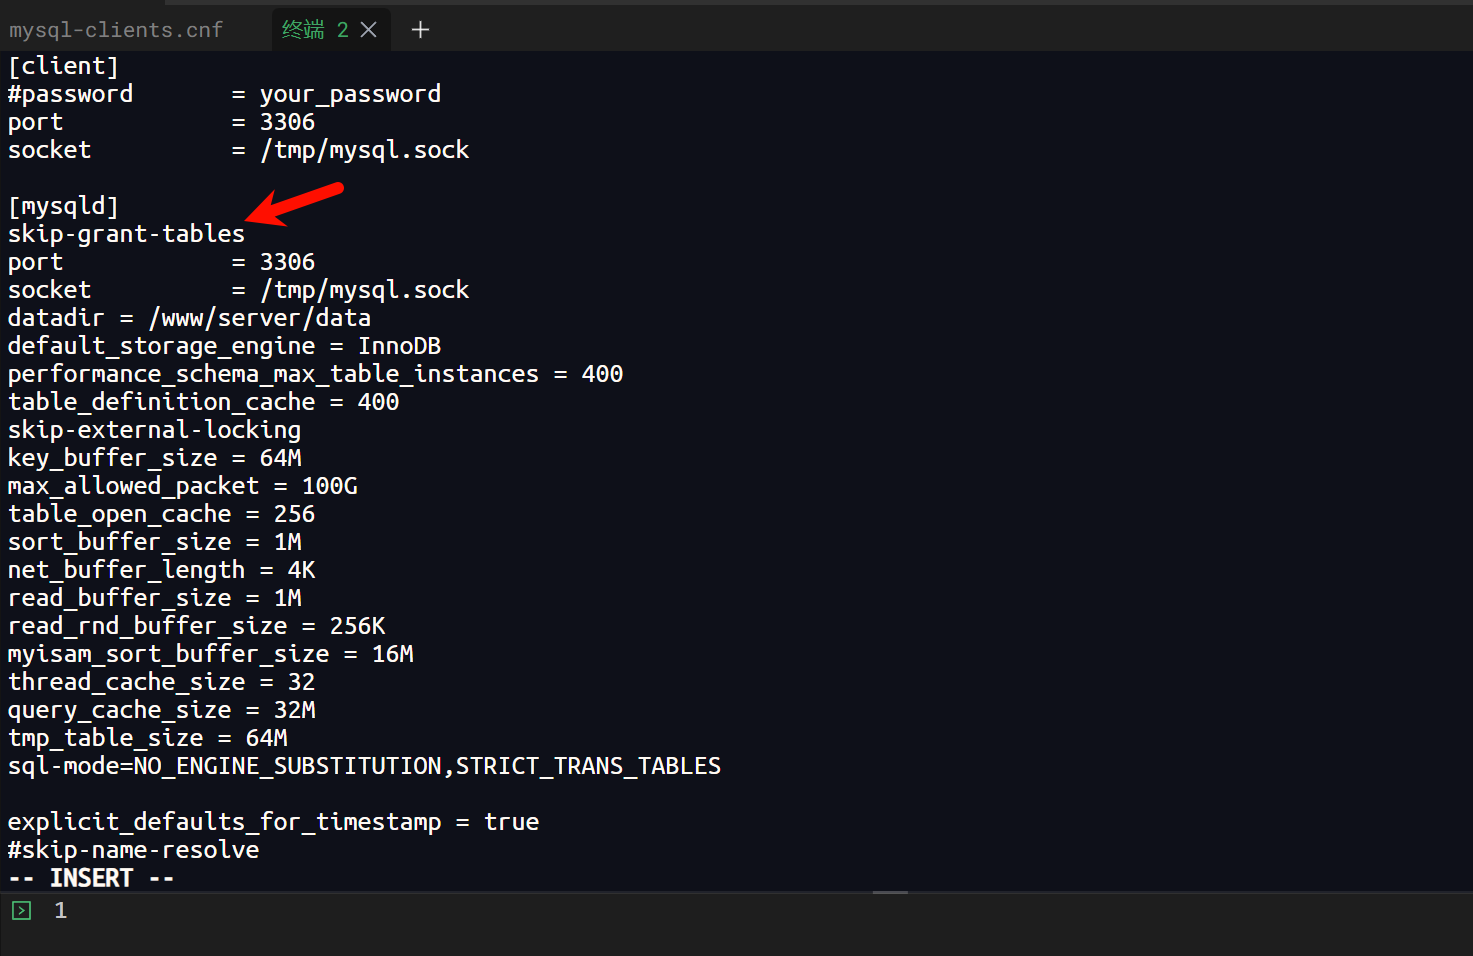 mysql-clients.cnf
终端 2
[client]
#password       = your_password
port            = 3306
socket          = /tmp/mysql.sock
[mysqld]
skip-grant-tables
port            = 3306
socket          = /tmp/mysql.sock
datadir = /www/server/data
default_storage_engine = InnoDB
performance_schema_max_table_instances = 400
table_definition_cache = 400
skip-external-locking
key_buffer_size = 64M
max_allowed_packet = 100G
table_open_cache = 256
sort_buffer_size = 1M
net_buffer_length = 4K
read_buffer_size = 1M
read_rnd_buffer_size = 256K
myisam_sort_buffer_size = 16M
thread_cache_size = 32
query_cache_size = 32M
tmp_table_size = 64M
sql-mode=NO_ENGINE_SUBSTITUTION,STRICT_TRANS_TABLES
explicit_defaults_for_timestamp = true
#skip-name-resolve
-- INSERT --
1